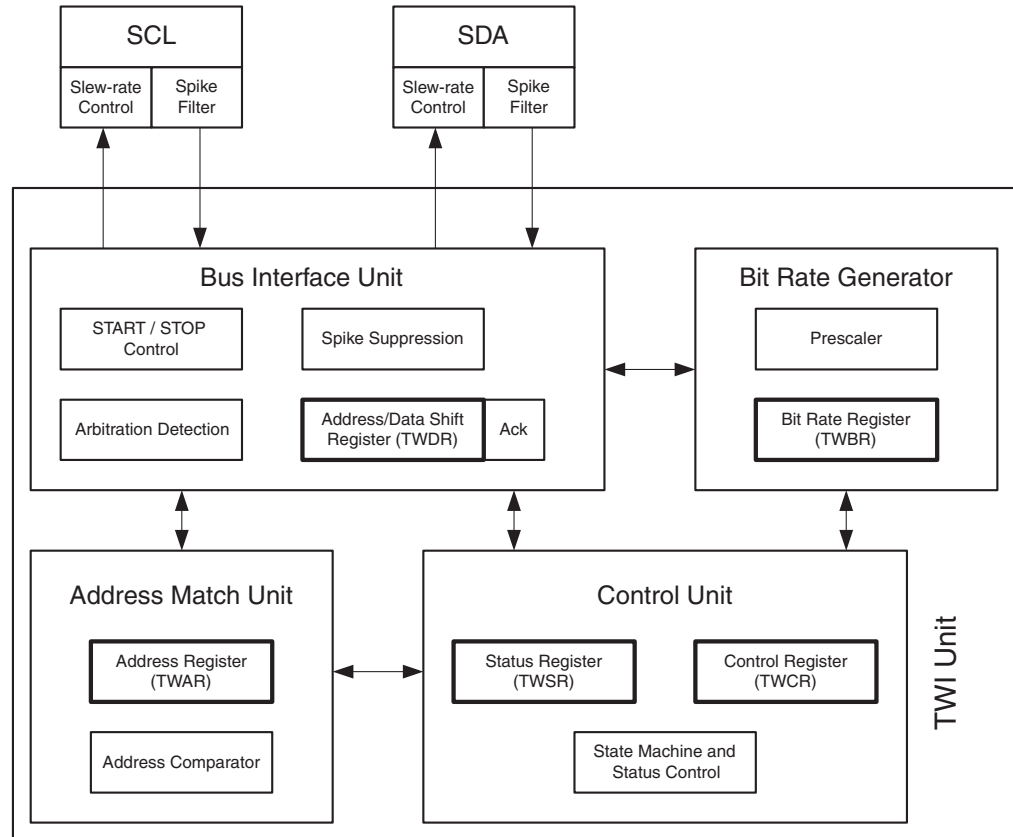 SCL
SDA
Slew-rate
Control
Spike
Filter
Slew-rate
Control
Spike
Filter
Bus Interface Unit
START / STOP
Control
Spike Suppression
Arbitration Detection
Address/Data Shift
Register (TWDR)
Ack
Bit Rate Generator
Prescaler
Bit Rate Register
(TWBR)
Address Match Unit
Address Register
(TWAR)
Address Comparator
Control Unit
Status Register
(TWSR)
Control Register
(TWCR)
State Machine and
Status Control
TWI Unit